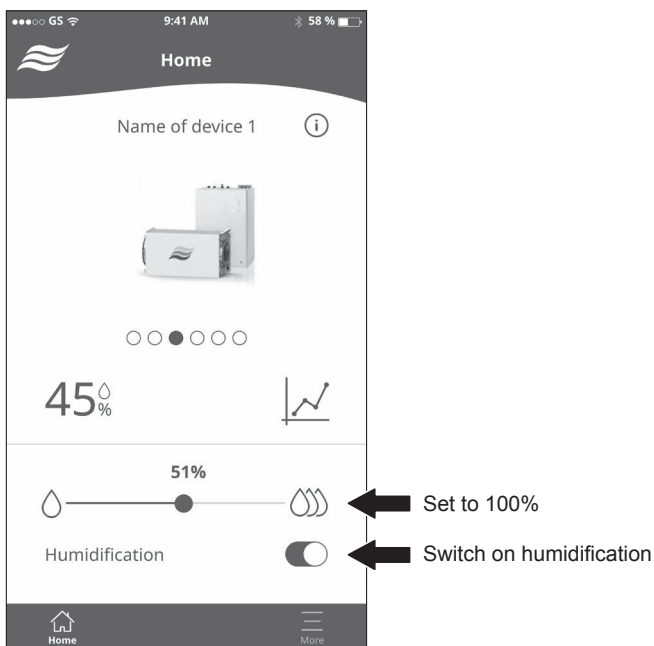 GS 9:41 AM 58 %
Home
Name of device 1
i
45%
51%
Set to 100%
Humidification
Switch on humidification
Home
More